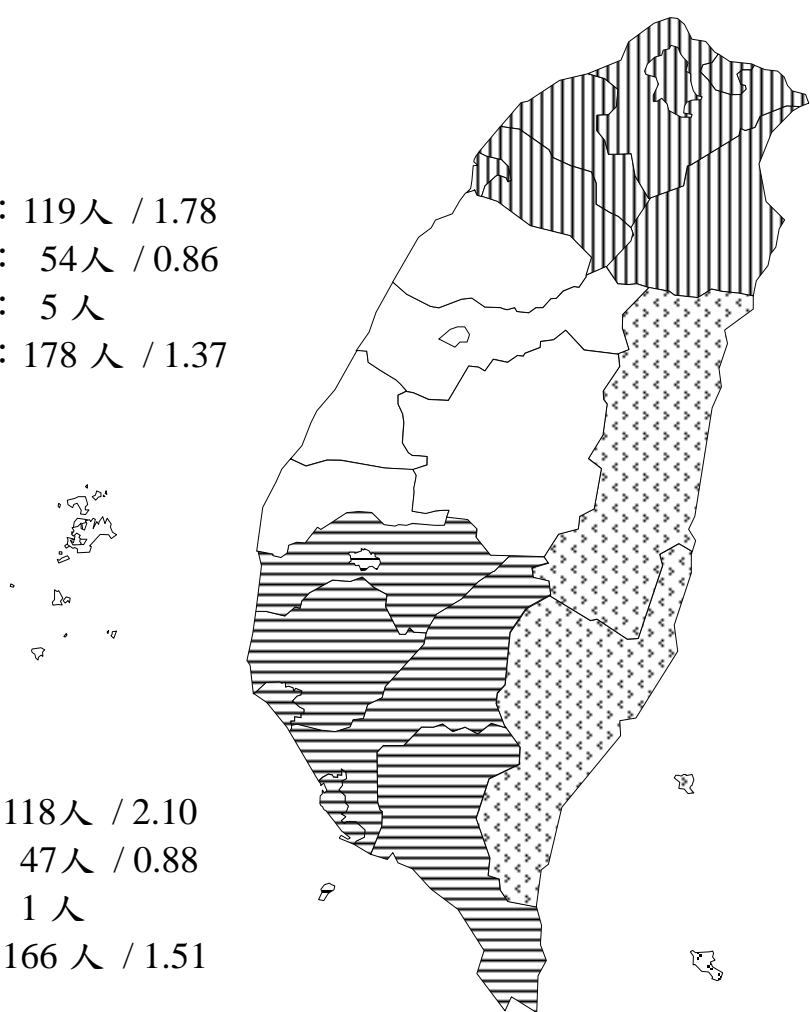 ：119人 / 1.78
： 54人 / 0.86
： 5 人
：178 人 / 1.37
118人 / 2.10
47人 / 0.88
1 人
166 人 / 1.51